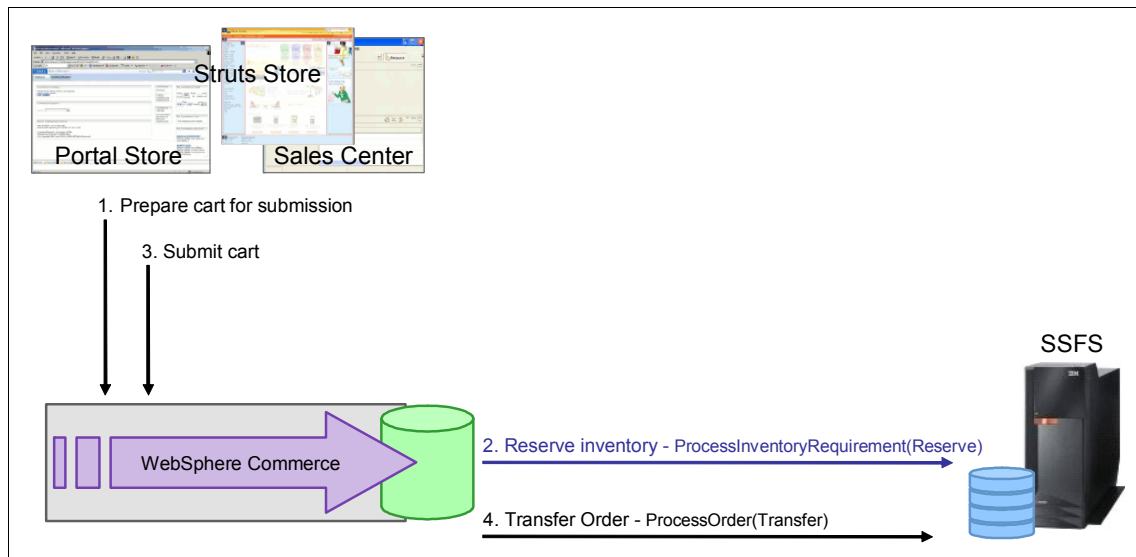 Struts Store
Portal Store
Sales Center
1. Prepare cart for submission
3. Submit cart
SSFS
IBM
WebSphere Commerce
2. Reserve inventory - ProcessInventoryRequirement(Reserve)
4. Transfer Order - ProcessOrder(Transfer)